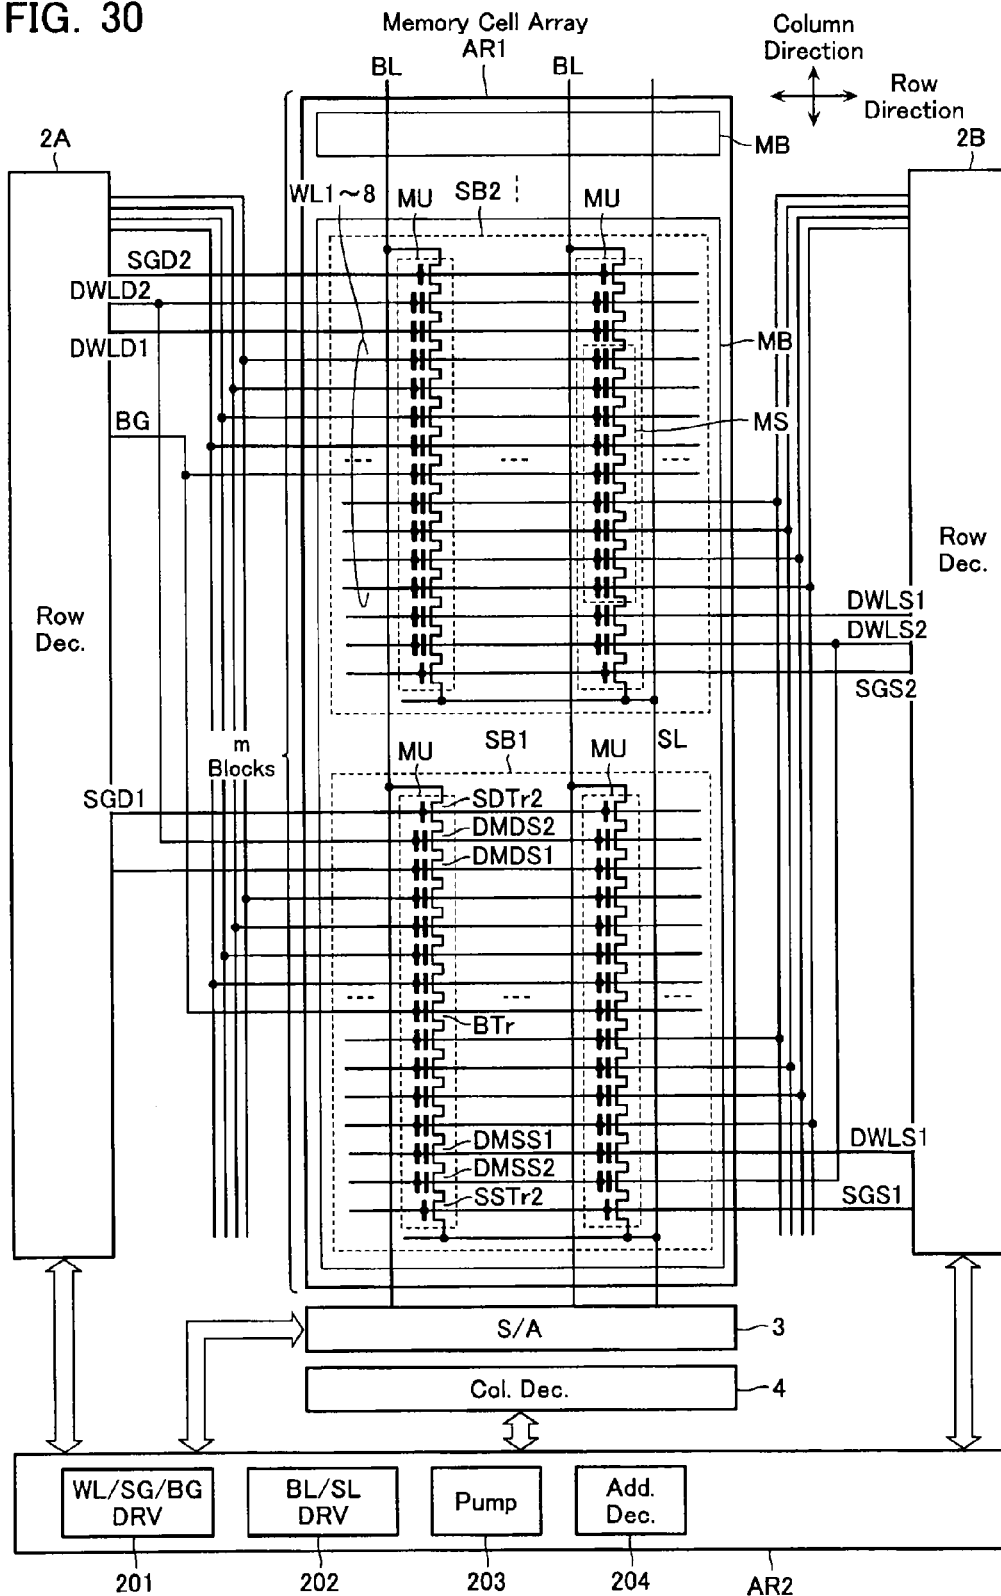 FIG. 30
Memory Cell Array
AR1
Column
Direction
Row
Direction
BL
BL
2A
MB
2B
WL1~8
MU
SB2
MU
SGD2
DWLD2
DWLD1
MB
BG
MS
Row
Dec.
Row
Dec.
DWLS1
DWLS2
SGS2
m
Blocks
MU
SB1
MU
SL
SGD1
SDTr2
DMDS2
DMDS1
BTr
DMSS1
DWLS1
DMSS2
SSTr2
SGS1
S/A
3
Col. Dec.
4
WL/SG/BG
DRV
BL/SL
DRV
Pump
Add.
Dec.
201
202
203
204
AR2